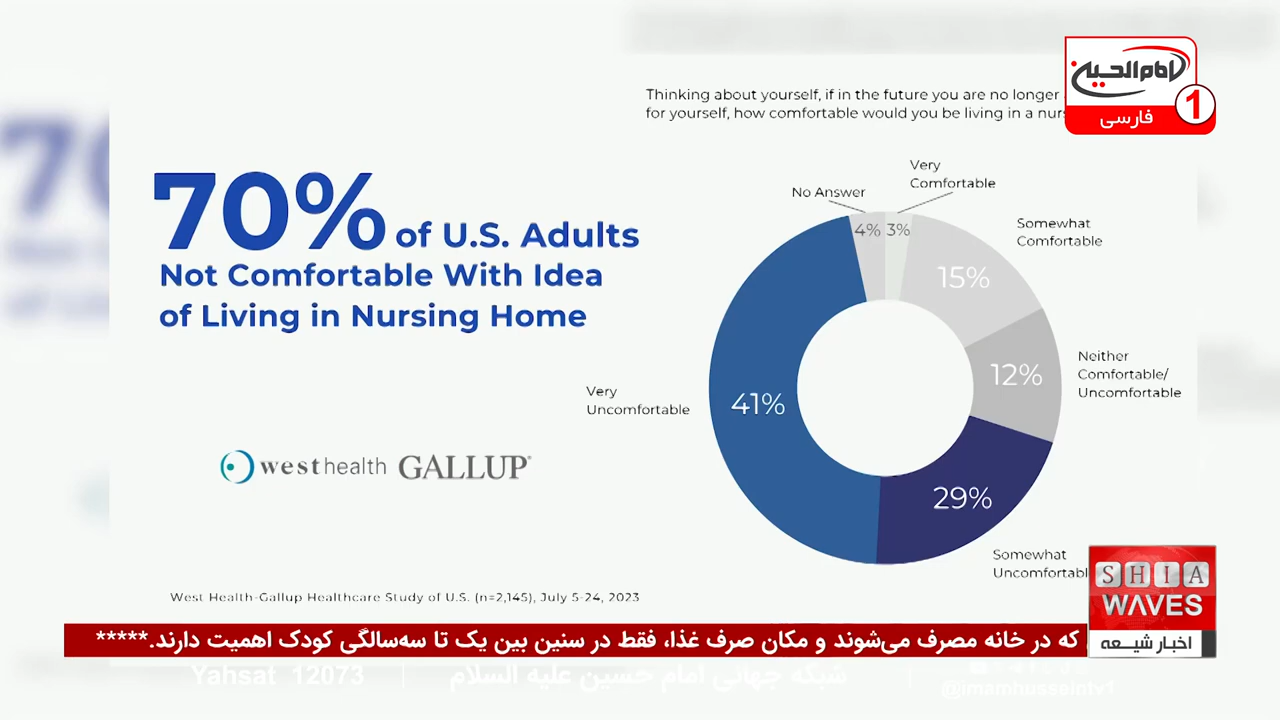 امام الحسین
فارسی 1
Thinking about yourself, if in the future you are no longer
for yourself, how comfortable would you be living in a nur
70% of U.S. Adults
Not Comfortable With Idea
of Living in Nursing Home
No Answer
4%
Very
Comfortable
3%
Somewhat
Comfortable
15%
Neither
Comfortable/
Uncomfortable
12%
Very
Uncomfortable
41%
29%
Somewhat
Uncomfortabl
westhealth GALLUP®
West Health-Gallup Healthcare Study of U.S. (n=2,145), July 5-24, 2023
SHIA
WAVES
اخبار شیعه
که در خانه مصرف می‌شوند و مکان صرف غذا، فقط در سنین بین یک تا سه‌سالگی کودک اهمیت دارند.*****
Yahsat 12073
شبکه جهانی امام حسین علیه السلام
@imamhusseintv1